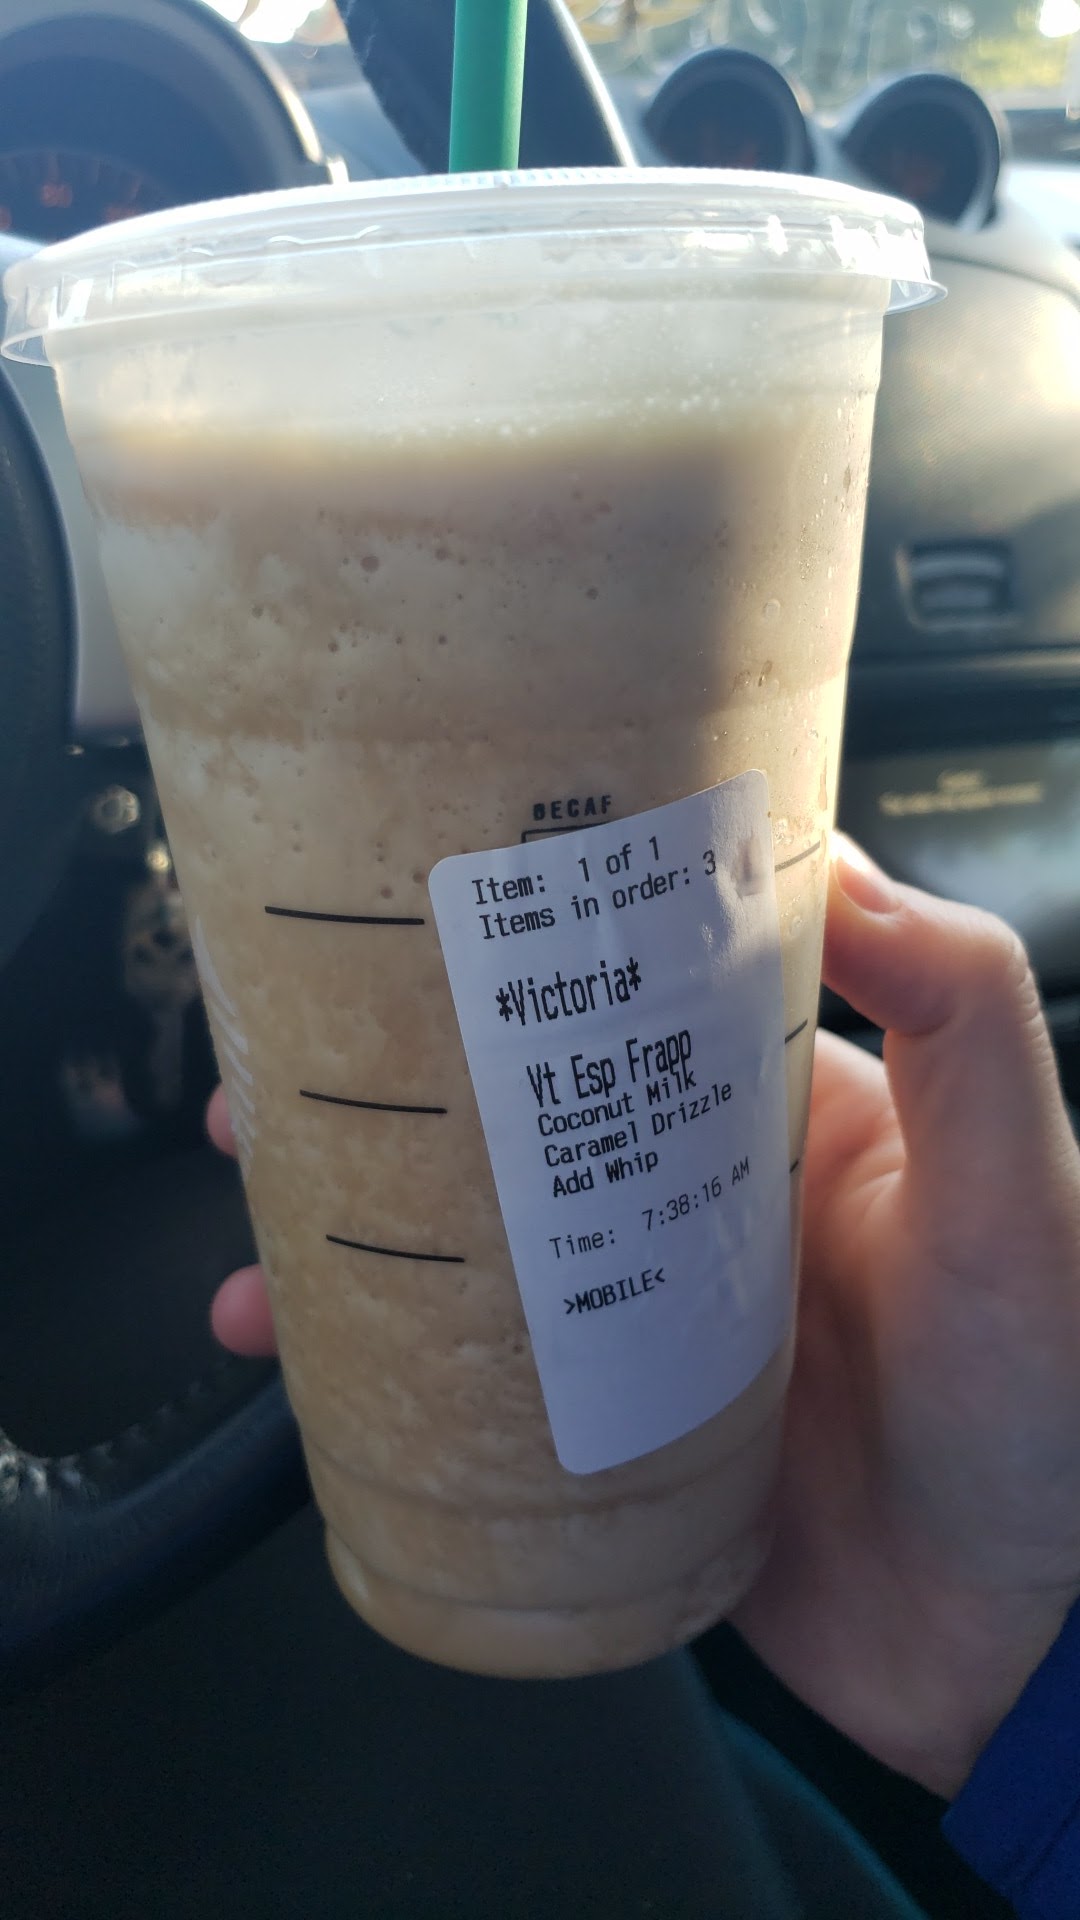 DECAF
Item: 1 of 1
Items in order: 3
*Victoria*
Vt Esp Frapp
Coconut Milk
Caramel Drizzle
Add Whip
Time: 7:38:16 AM
>MOBILE<